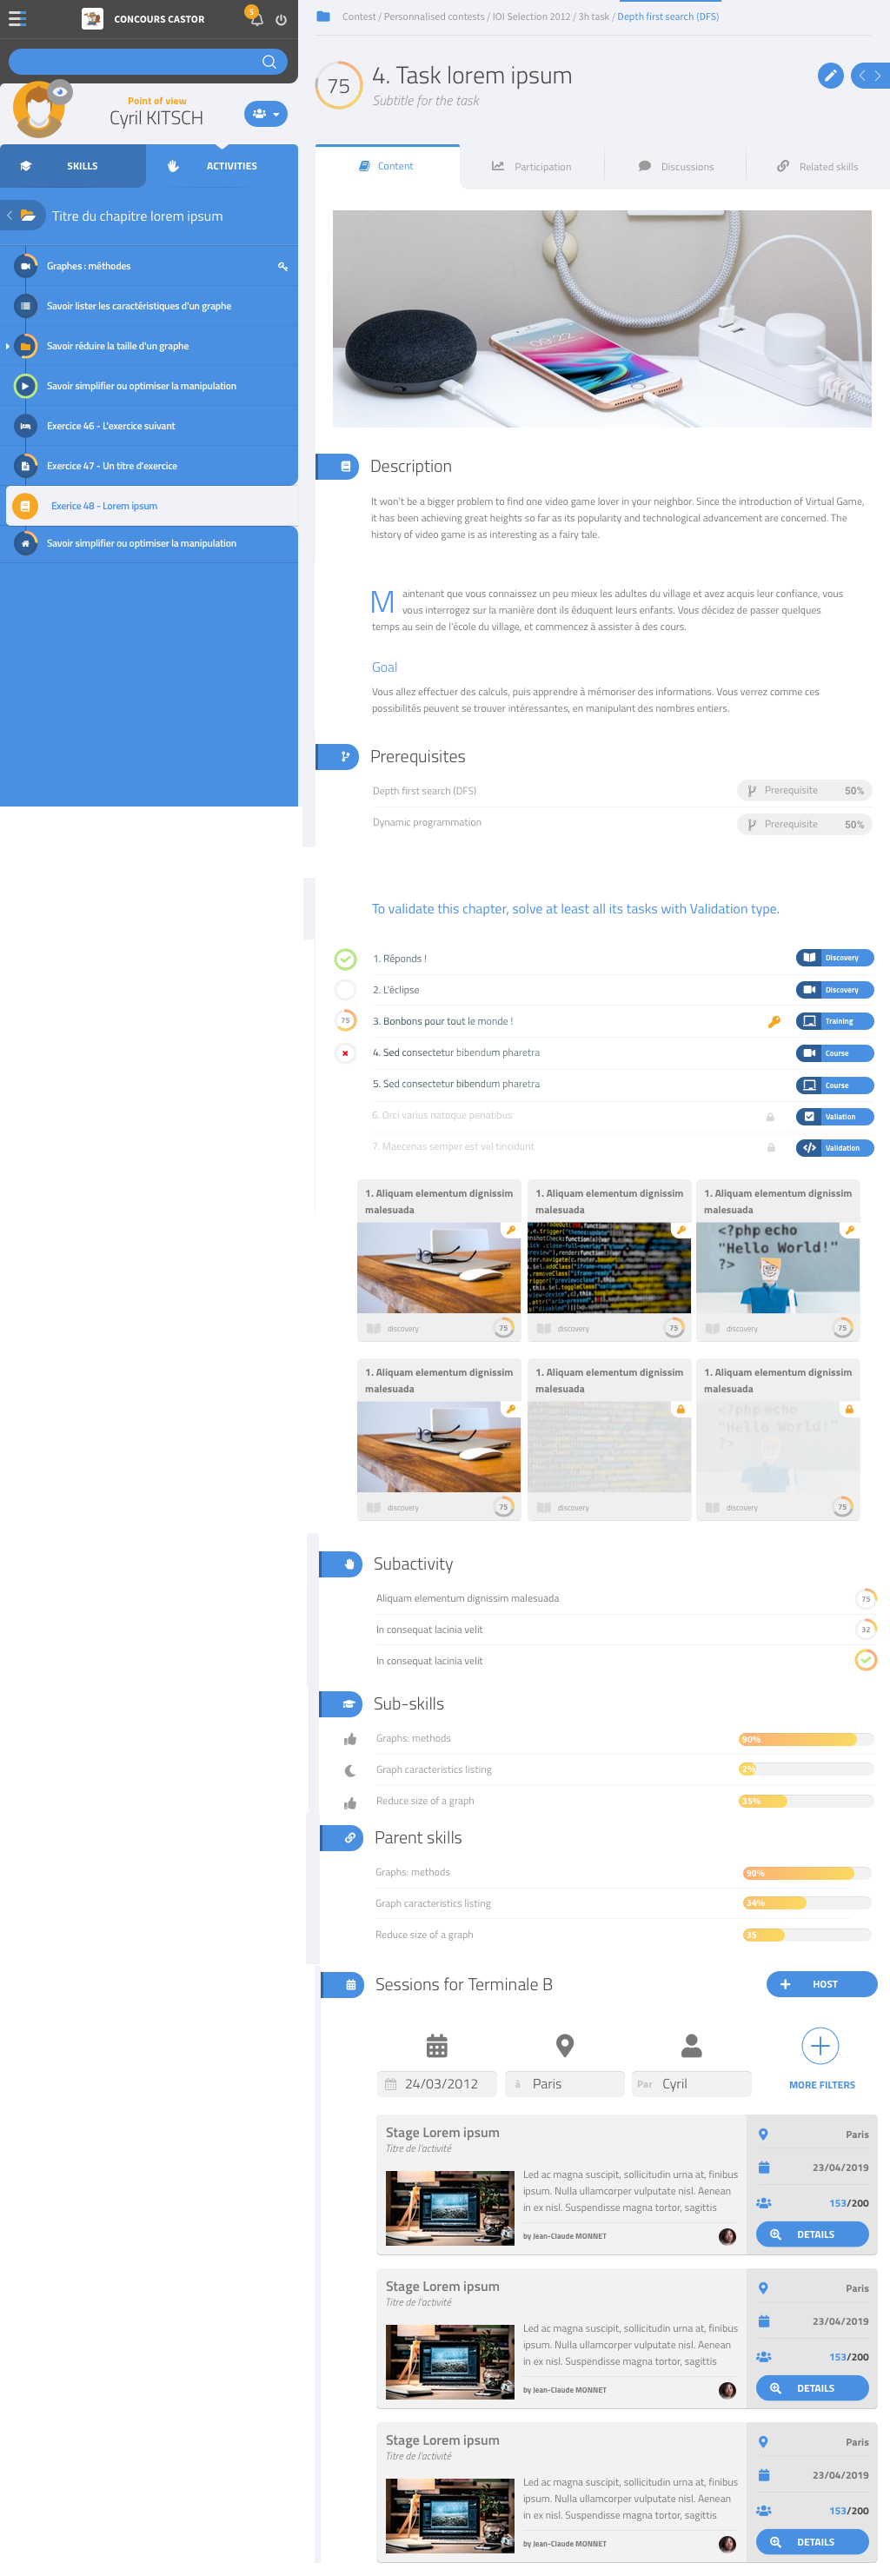 CONCOURS CASTOR
5
Point of view
Cyril KITSCH
SKILLS
ACTIVITIES
Titre du chapitre lorem ipsum
Graphes : méthodes
Savoir lister les caractéristiques d'un graphe
Savoir réduire la taille d'un graphe
Savoir simplifier ou optimiser la manipulation
Exercice 46 - L'exercice suivant
Exercice 47 - Un titre d'exercice
Exerice 48 - Lorem ipsum
Savoir simplifier ou optimiser la manipulation
Contest / Personnalised contests / IOI Selection 2012 / 3h task / Depth first search (DFS)
75
4. Task lorem ipsum
Subtitle for the task
Content
Participation
Discussions
Related skills
09:22
Description
It won't be a bigger problem to find one video game lover in your neighbor. Since the introduction of Virtual Game,
it has been achieving great heights so far as its popularity and technological advancement are concerned. The
history of video game is as interesting as a fairy tale.
Maintenant que vous connaissez un peu mieux les adultes du village et avez acquis leur confiance, vous
vous interrogez sur la manière dont ils éduquent leurs enfants. Vous décidez de passer quelques
temps au sein de l'école du village, et commencez à assister à des cours.
Goal
Vous allez effectuer des calculs, puis apprendre à mémoriser des informations. Vous verrez comme ces
possibilités peuvent se trouver intéressantes, en manipulant des nombres entiers.
Prerequisites
Depth first search (DFS)
Prerequisite 50%
Dynamic programmation
Prerequisite 50%
To validate this chapter, solve at least all its tasks with Validation type.
1. Réponds !
Discovery
2. L'éclipse
Discovery
75
3. Bonbons pour tout le monde !
Training
4. Sed consectetur bibendum pharetra
Course
5. Sed consectetur bibendum pharetra
Course
6. Orci varius natoque penatibus
Valiation
7. Maecenas semper est vel tincidunt
Validation
1. Aliquam elementum dignissim
malesuada
discovery
75
1. Aliquam elementum dignissim
malesuada
discovery
75
1. Aliquam elementum dignissim
malesuada
<?php echo
"Hello World!"
?>
discovery
75
1. Aliquam elementum dignissim
malesuada
discovery
75
1. Aliquam elementum dignissim
malesuada
discovery
1. Aliquam elementum dignissim
malesuada
<?php echo
"Hello World!"
?>
discovery
75
Subactivity
Aliquam elementum dignissim malesuada
75
In consequat lacinia velit
32
In consequat lacinia velit
Sub-skills
Graphs: methods
90%
Graph caracteristics listing
2%
Reduce size of a graph
35%
Parent skills
Graphs: methods
90%
Graph caracteristics listing
34%
Reduce size of a graph
35
Sessions for Terminale B
HOST
24/03/2012
à Paris
Par Cyril
MORE FILTERS
Stage Lorem ipsum
Titre de l'activité
Led ac magna suscipit, sollicitudin urna at, finibus
ipsum. Nulla ullamcorper vulputate nisl. Aenean
in ex nisl. Suspendisse magna tortor, sagittis
by Jean-Claude MONNET
Paris
23/04/2019
153/200
DETAILS
Stage Lorem ipsum
Titre de l'activité
Led ac magna suscipit, sollicitudin urna at, finibus
ipsum. Nulla ullamcorper vulputate nisl. Aenean
in ex nisl. Suspendisse magna tortor, sagittis
by Jean-Claude MONNET
Paris
23/04/2019
153/200
DETAILS
Stage Lorem ipsum
Titre de l'activité
Led ac magna suscipit, sollicitudin urna at, finibus
ipsum. Nulla ullamcorper vulputate nisl. Aenean
in ex nisl. Suspendisse magna tortor, sagittis
by Jean-Claude MONNET
Paris
23/04/2019
153/200
DETAILS